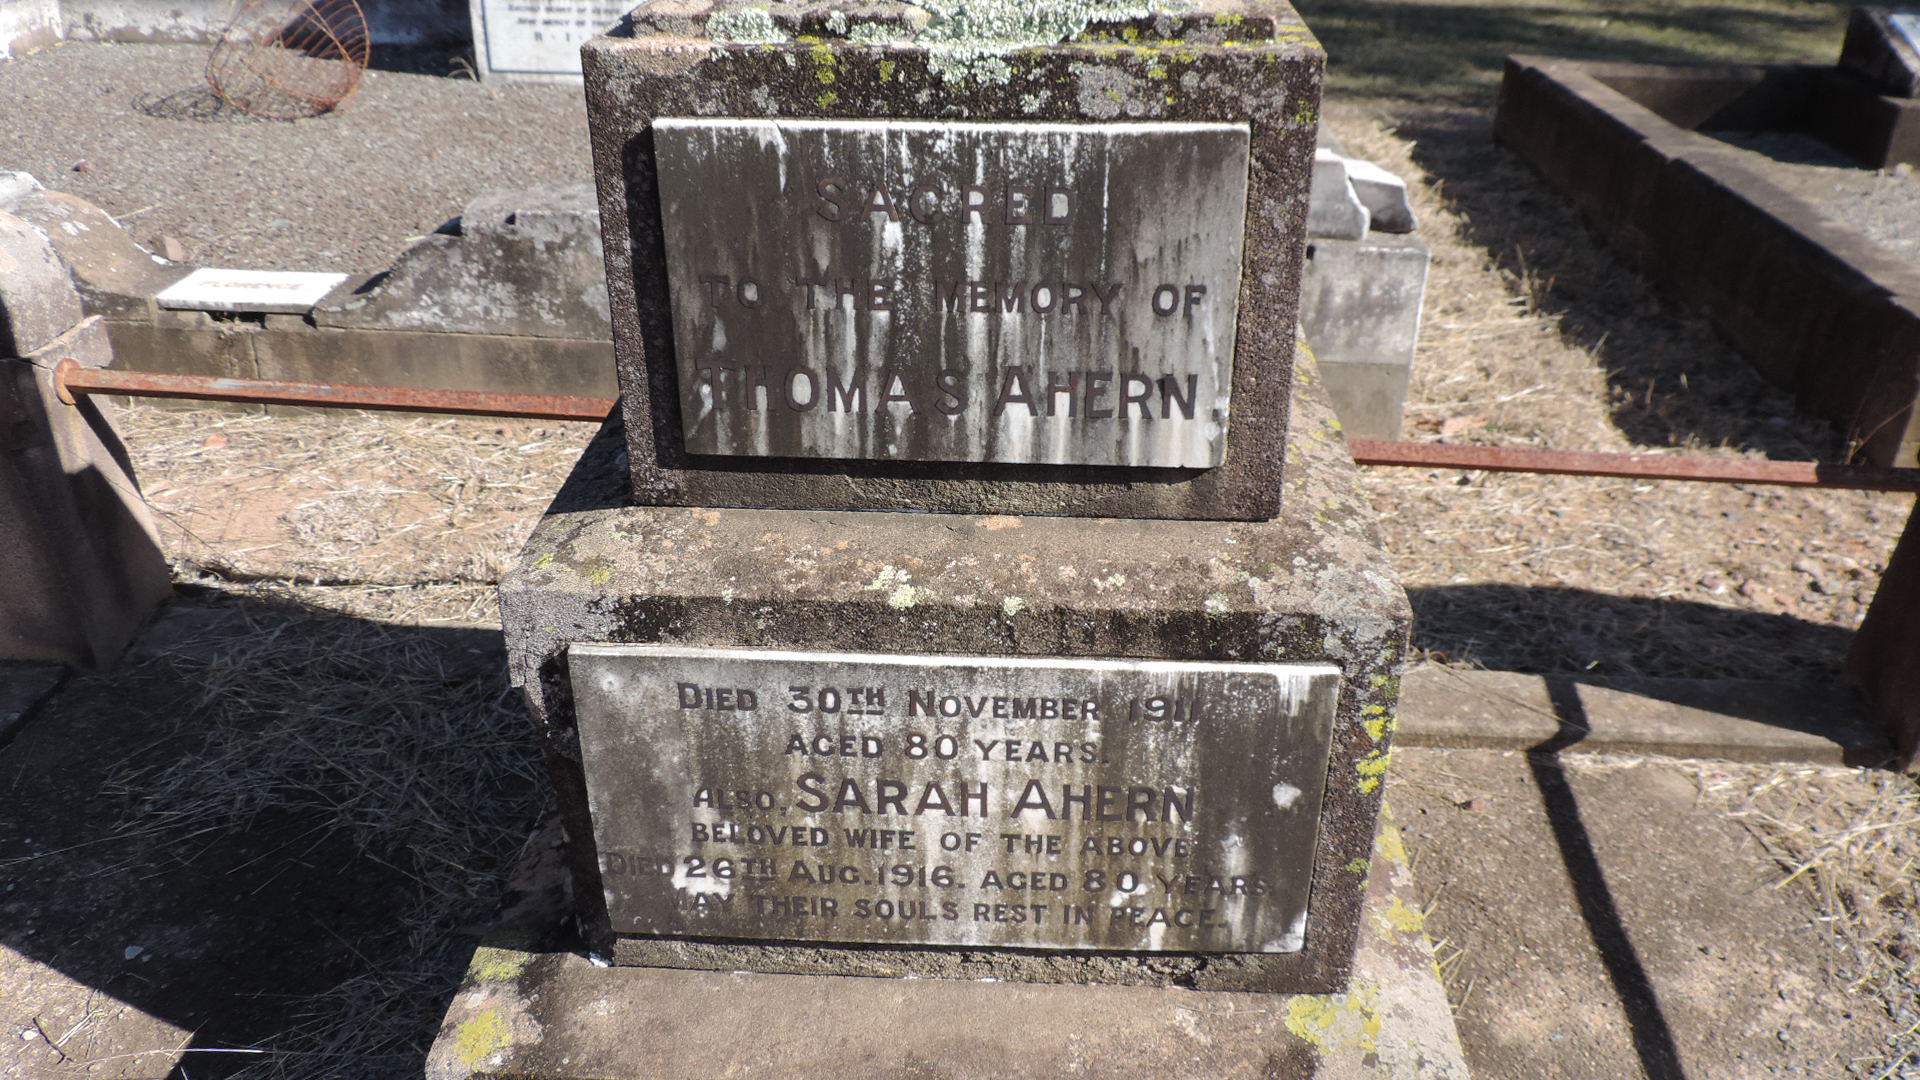 R.I.
FLORENCE
SACRED
TO THE MEMORY OF
THOMAS AHERN
DIED 30TH NOVEMBER 1911
AGED 80 YEARS.
ALSO, SARAH AHERN
BELOVED WIFE OF THE ABOVE
DIED 26TH AUG. 1916. AGED 80 YEARS
MAY THEIR SOULS REST IN PEACE.